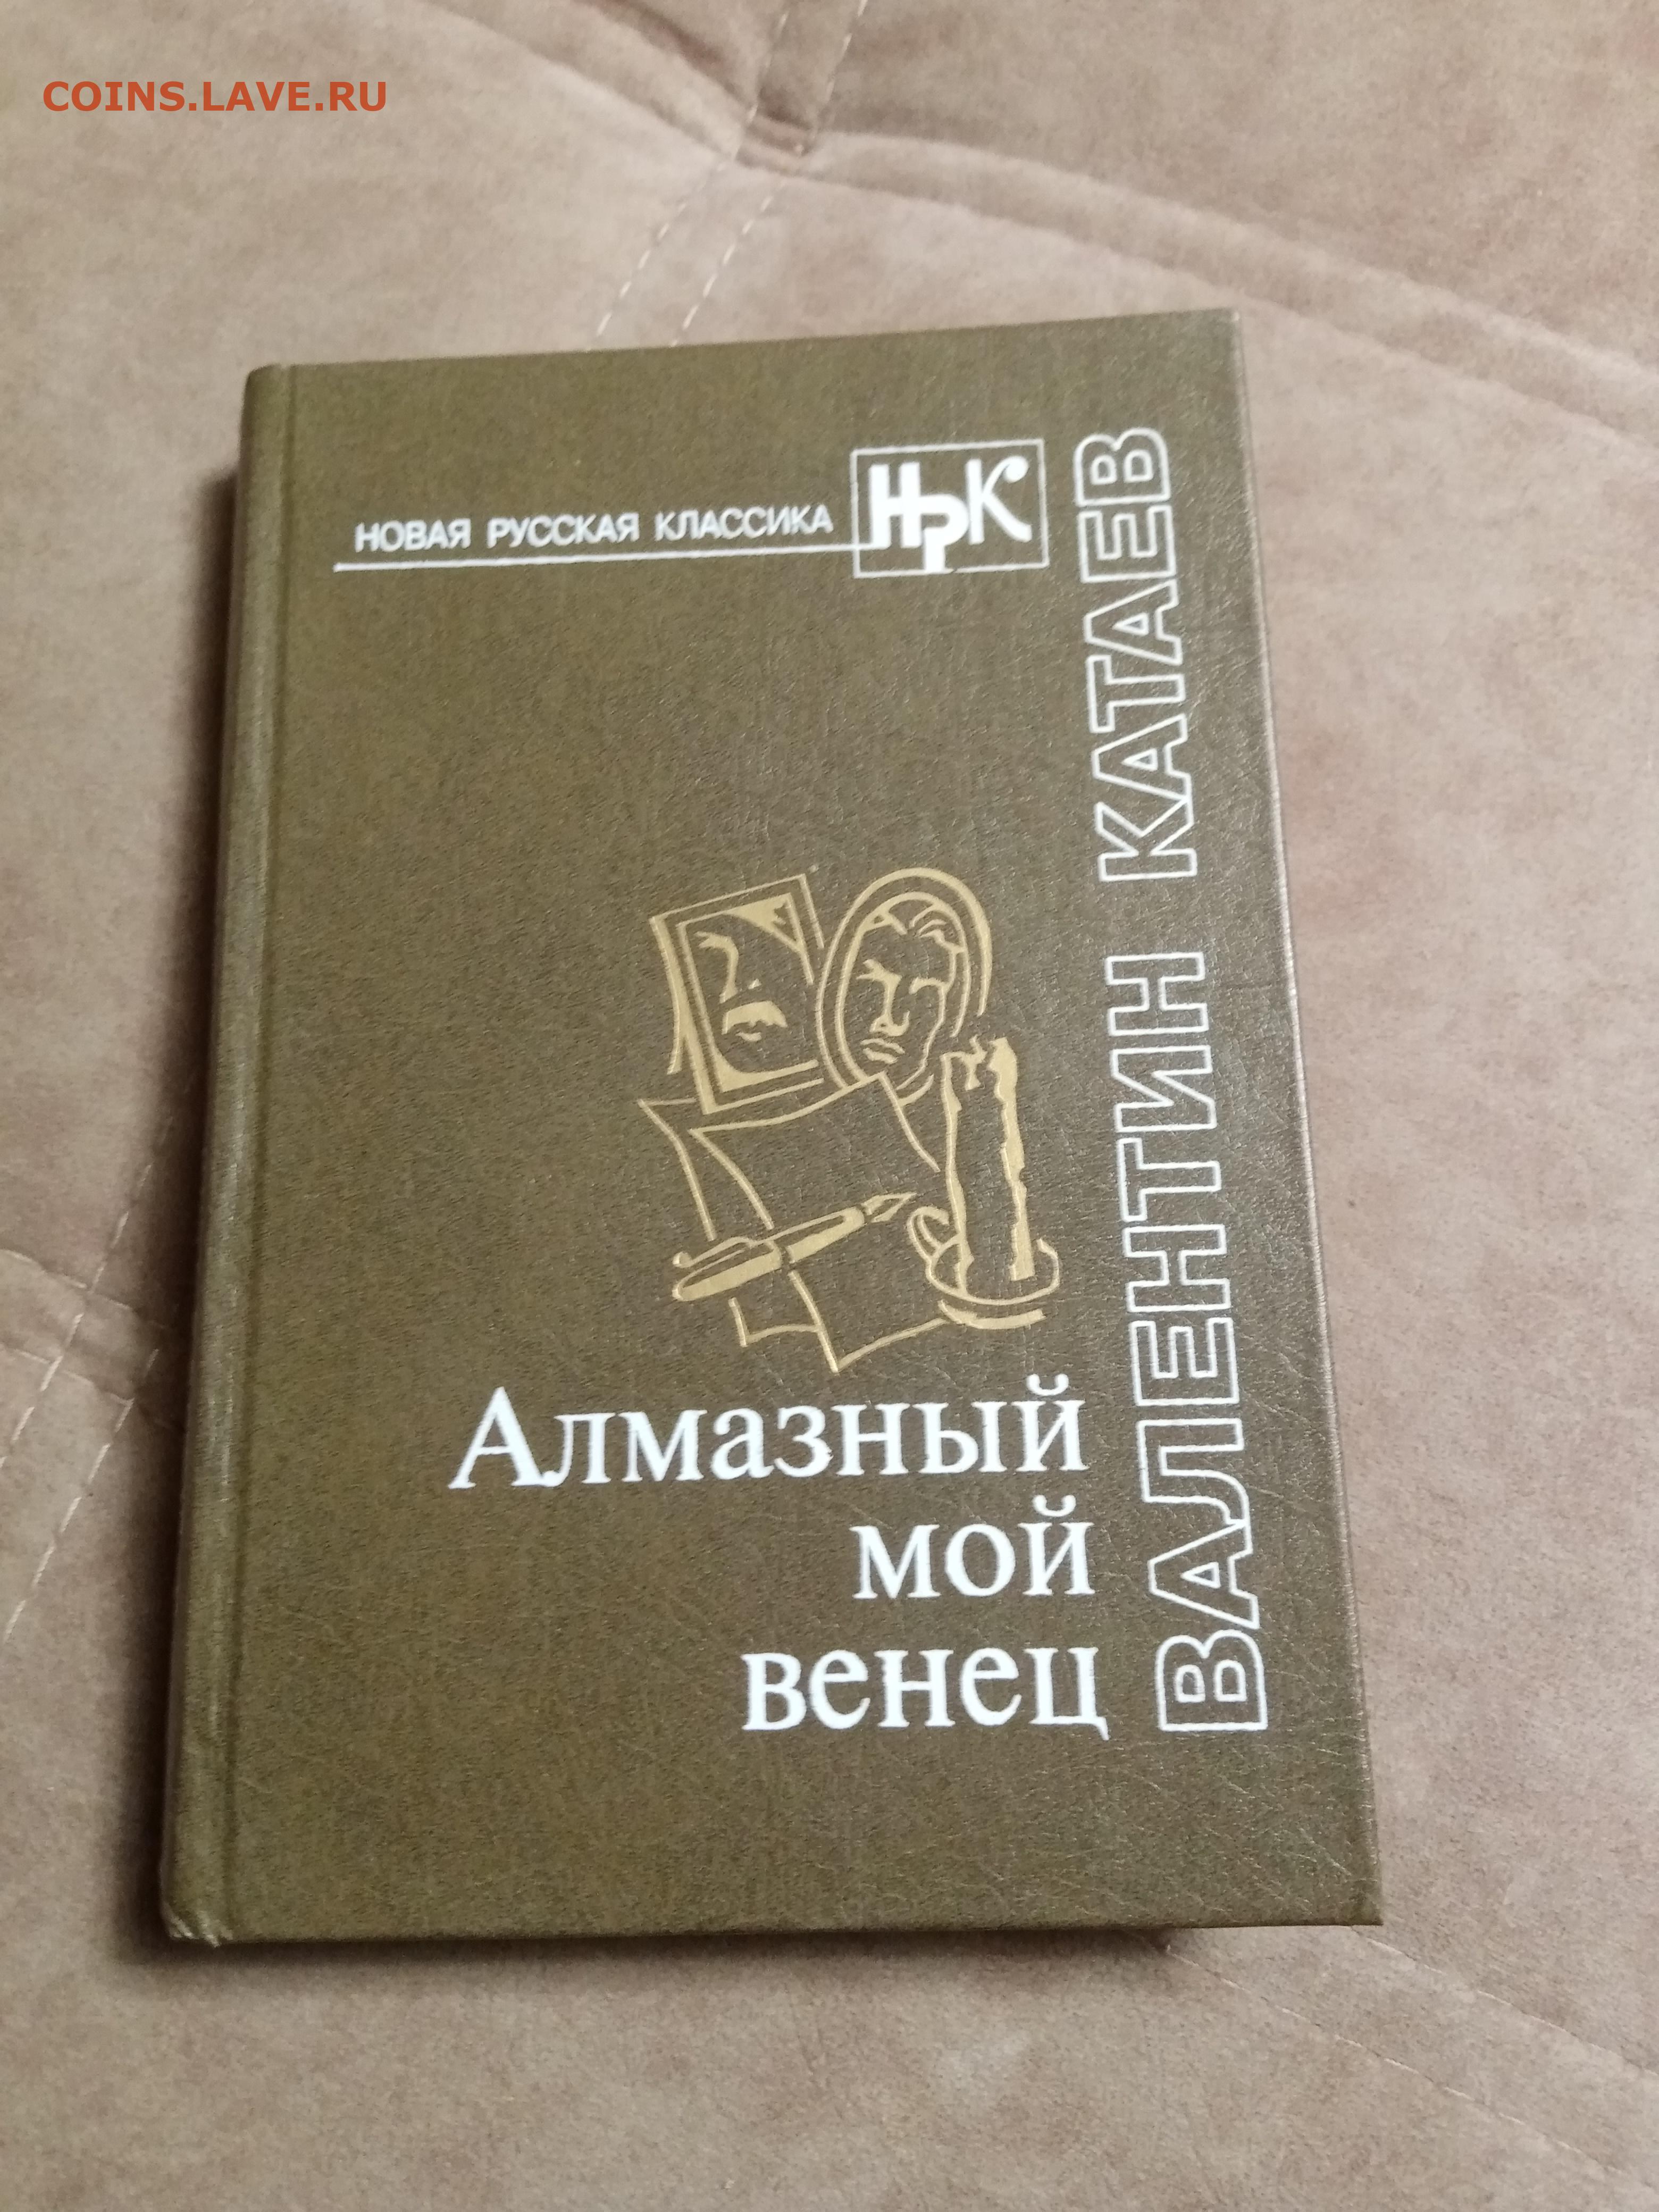 COINS.LAVE.RU
НОВАЯ РУССКАЯ КЛАССИКА
НРК
ВАЛЕНТИН КАТАЕВ
Алмазный
мой
венец